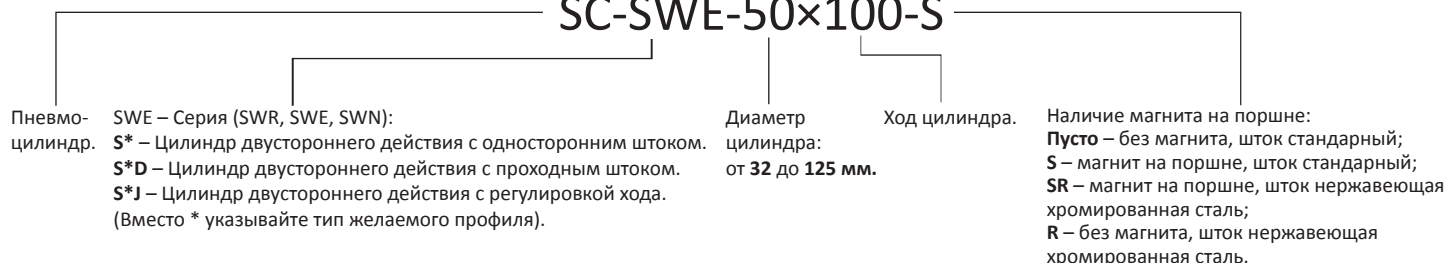 SC-SWE-50×100-S
Пневмо-
цилиндр.
SWE – Серия (SWR, SWE, SWN):
S* – Цилиндр двустороннего действия с односторонним штоком.
S*D – Цилиндр двустороннего действия с проходным штоком.
S*J – Цилиндр двустороннего действия с регулировкой хода.
(Вместо * указывайте тип желаемого профиля).
Диаметр
цилиндра:
от 32 до 125 мм.
Ход цилиндра.
Наличие магнита на поршне:
Пусто – без магнита, шток стандарный;
S – магнит на поршне, шток стандарный;
SR – магнит на поршне, шток нержавеющая
хромированная сталь;
R – без магнита, шток нержавеющая
хромированная сталь.